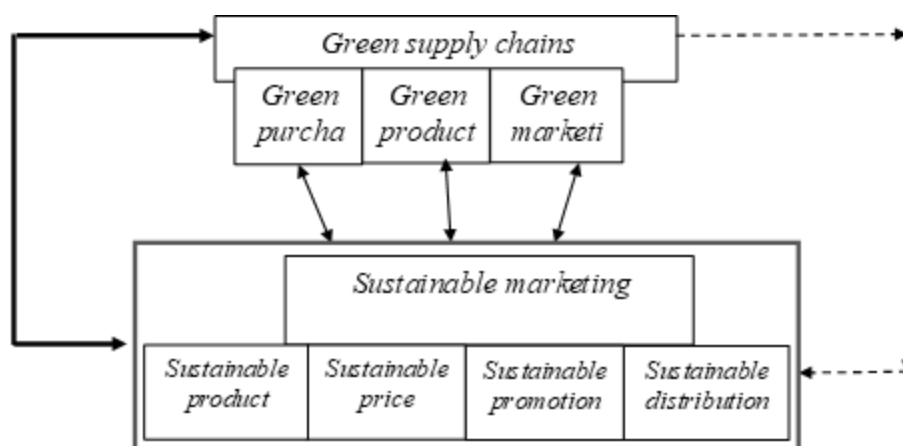 Green supply chains
Green
purcha
Green
product
Green
marketi
Sustainable marketing
Sustainable
product
Sustainable
price
Sustainable
promotion
Sustainable
distribution